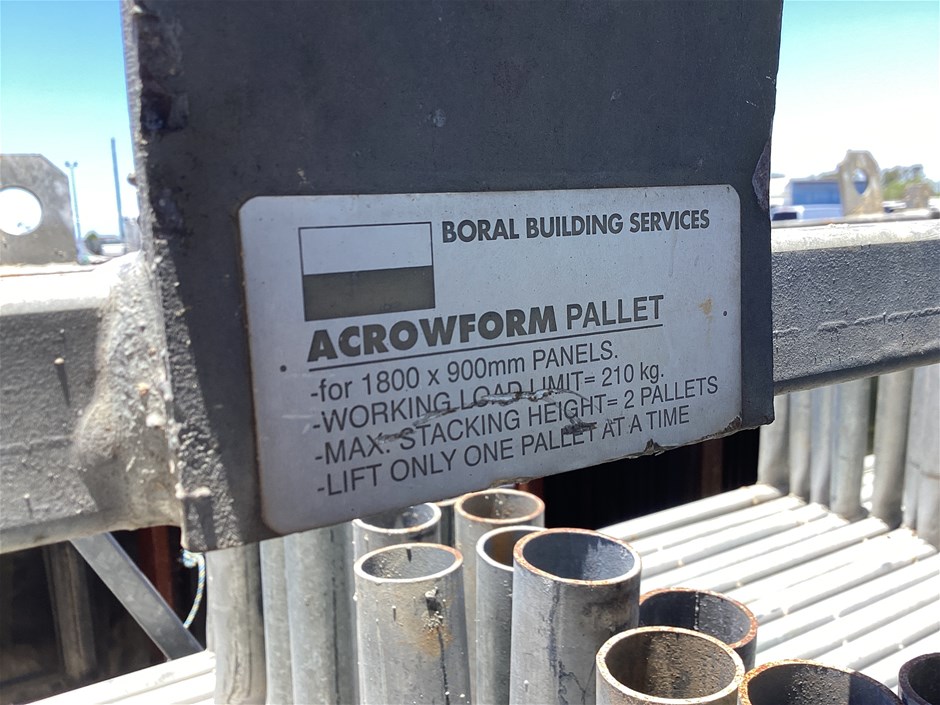 BORAL BUILDING SERVICES
ACROWFORM PALLET
-for 1800 x 900mm PANELS.
-WORKING LOAD LIMIT= 210 kg.
-MAX. STACKING HEIGHT= 2 PALLETS
-LIFT ONLY ONE PALLET AT A TIME